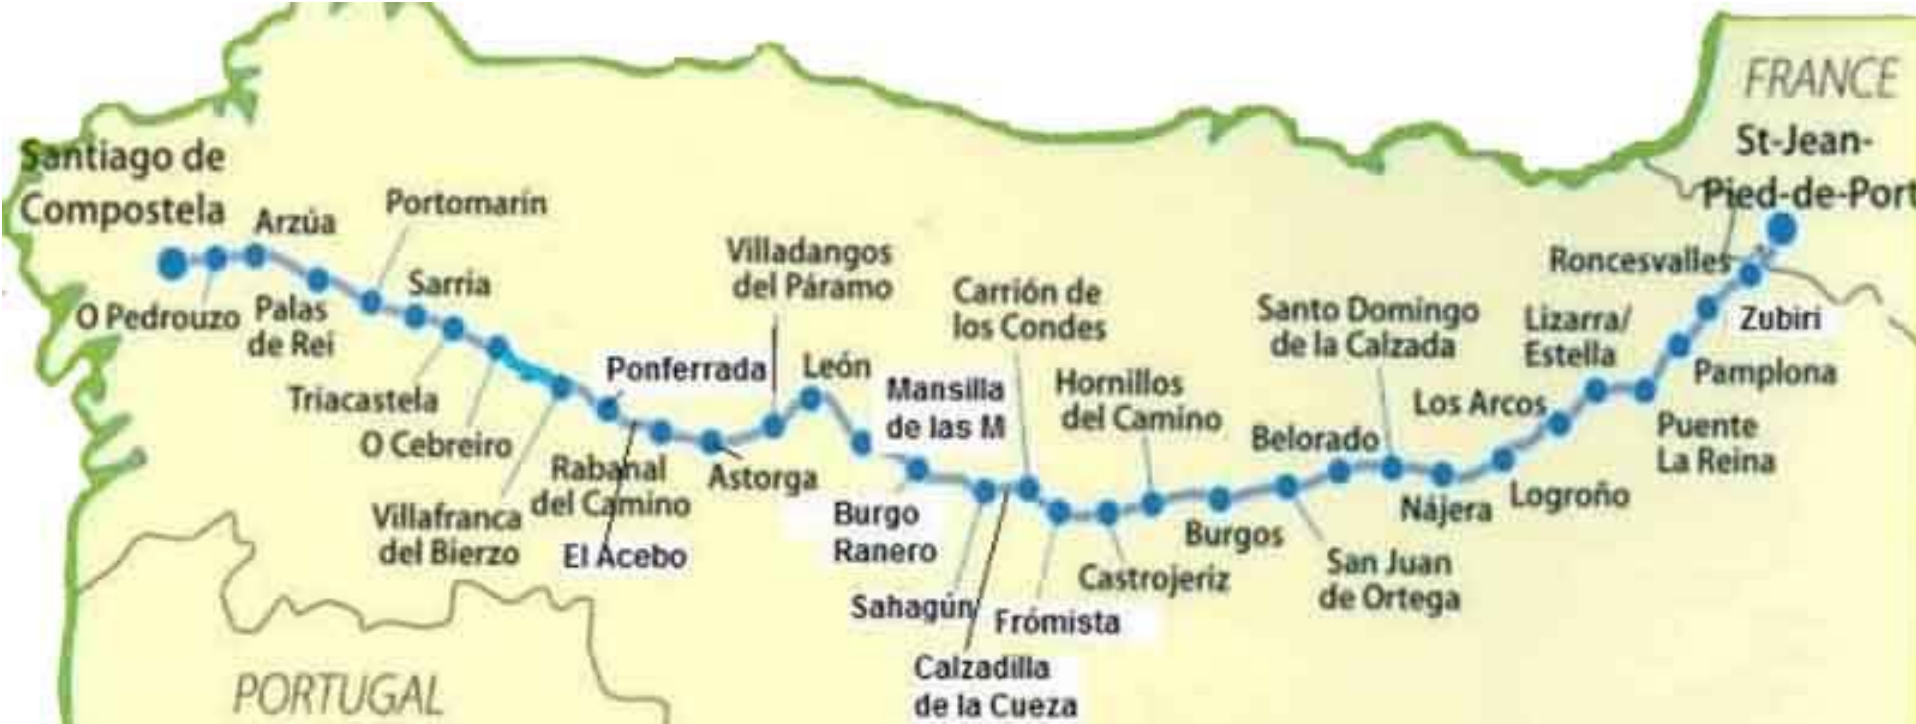 FRANCE
St-Jean-
Pied-de-Port
Santiago de
Compostela
Arzúa
Portomarín
Sarria
O Pedrouzo
Palas
de Rei
Triacastela
O Cebreiro
Villafranca
del Bierzo
Ponferrada
Rabanal
del Camino
El Acebo
Astorga
Villadangos
del Páramo
León
Mansilla
de las M
Burgo
Ranero
Sahagún
Calzadilla
de la Cueza
Carrión de
los Condes
Frómista
Castrojeriz
Hornillos
del Camino
Burgos
San Juan
de Ortega
Belorado
Santo Domingo
de la Calzada
Nájera
Logroño
Los Arcos
Lizarra/
Estella
Puente
La Reina
Pamplona
Zubiri
Roncesvalles
PORTUGAL